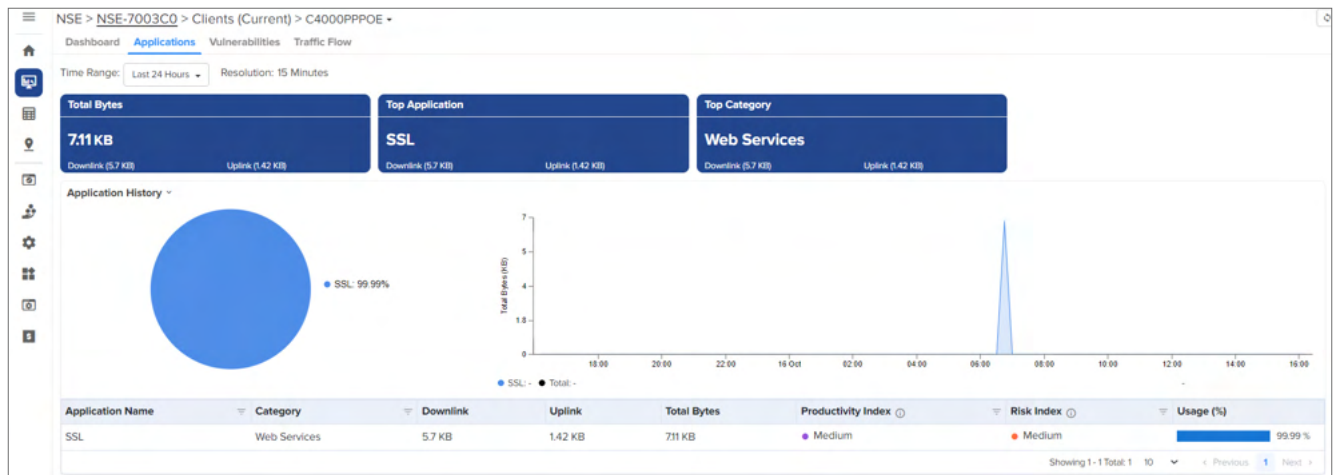 NSE > NSE-7003C0 > Clients (Current) > C4000PPPOE
Dashboard Applications Vulnerabilities Traffic Flow
Time Range: Last 24 Hours Resolution: 15 Minutes
Total Bytes Top Application Top Category
7.11 KB SSL Web Services
Downlink (5.7 KB) Uplink (1.42 KB) Downlink (5.7 KB) Uplink (1.42 KB) Downlink (5.7 KB) Uplink (1.42 KB)
Application History
SSL: 99.99%
Total Bytes (KB)
7
5
4
1.8
0
18:00 20:00 22:00 16 Oct 02:00 04:00 06:00 08:00 10:00 12:00 14:00 16:00
SSL: - Total: - -
Application Name Category Downlink Uplink Total Bytes Productivity Index Risk Index Usage (%)
SSL Web Services 5.7 KB 1.42 KB 7.11 KB Medium Medium 99.99 %
Showing 1 - 1 Total: 1 10 < Previous 1 Next >